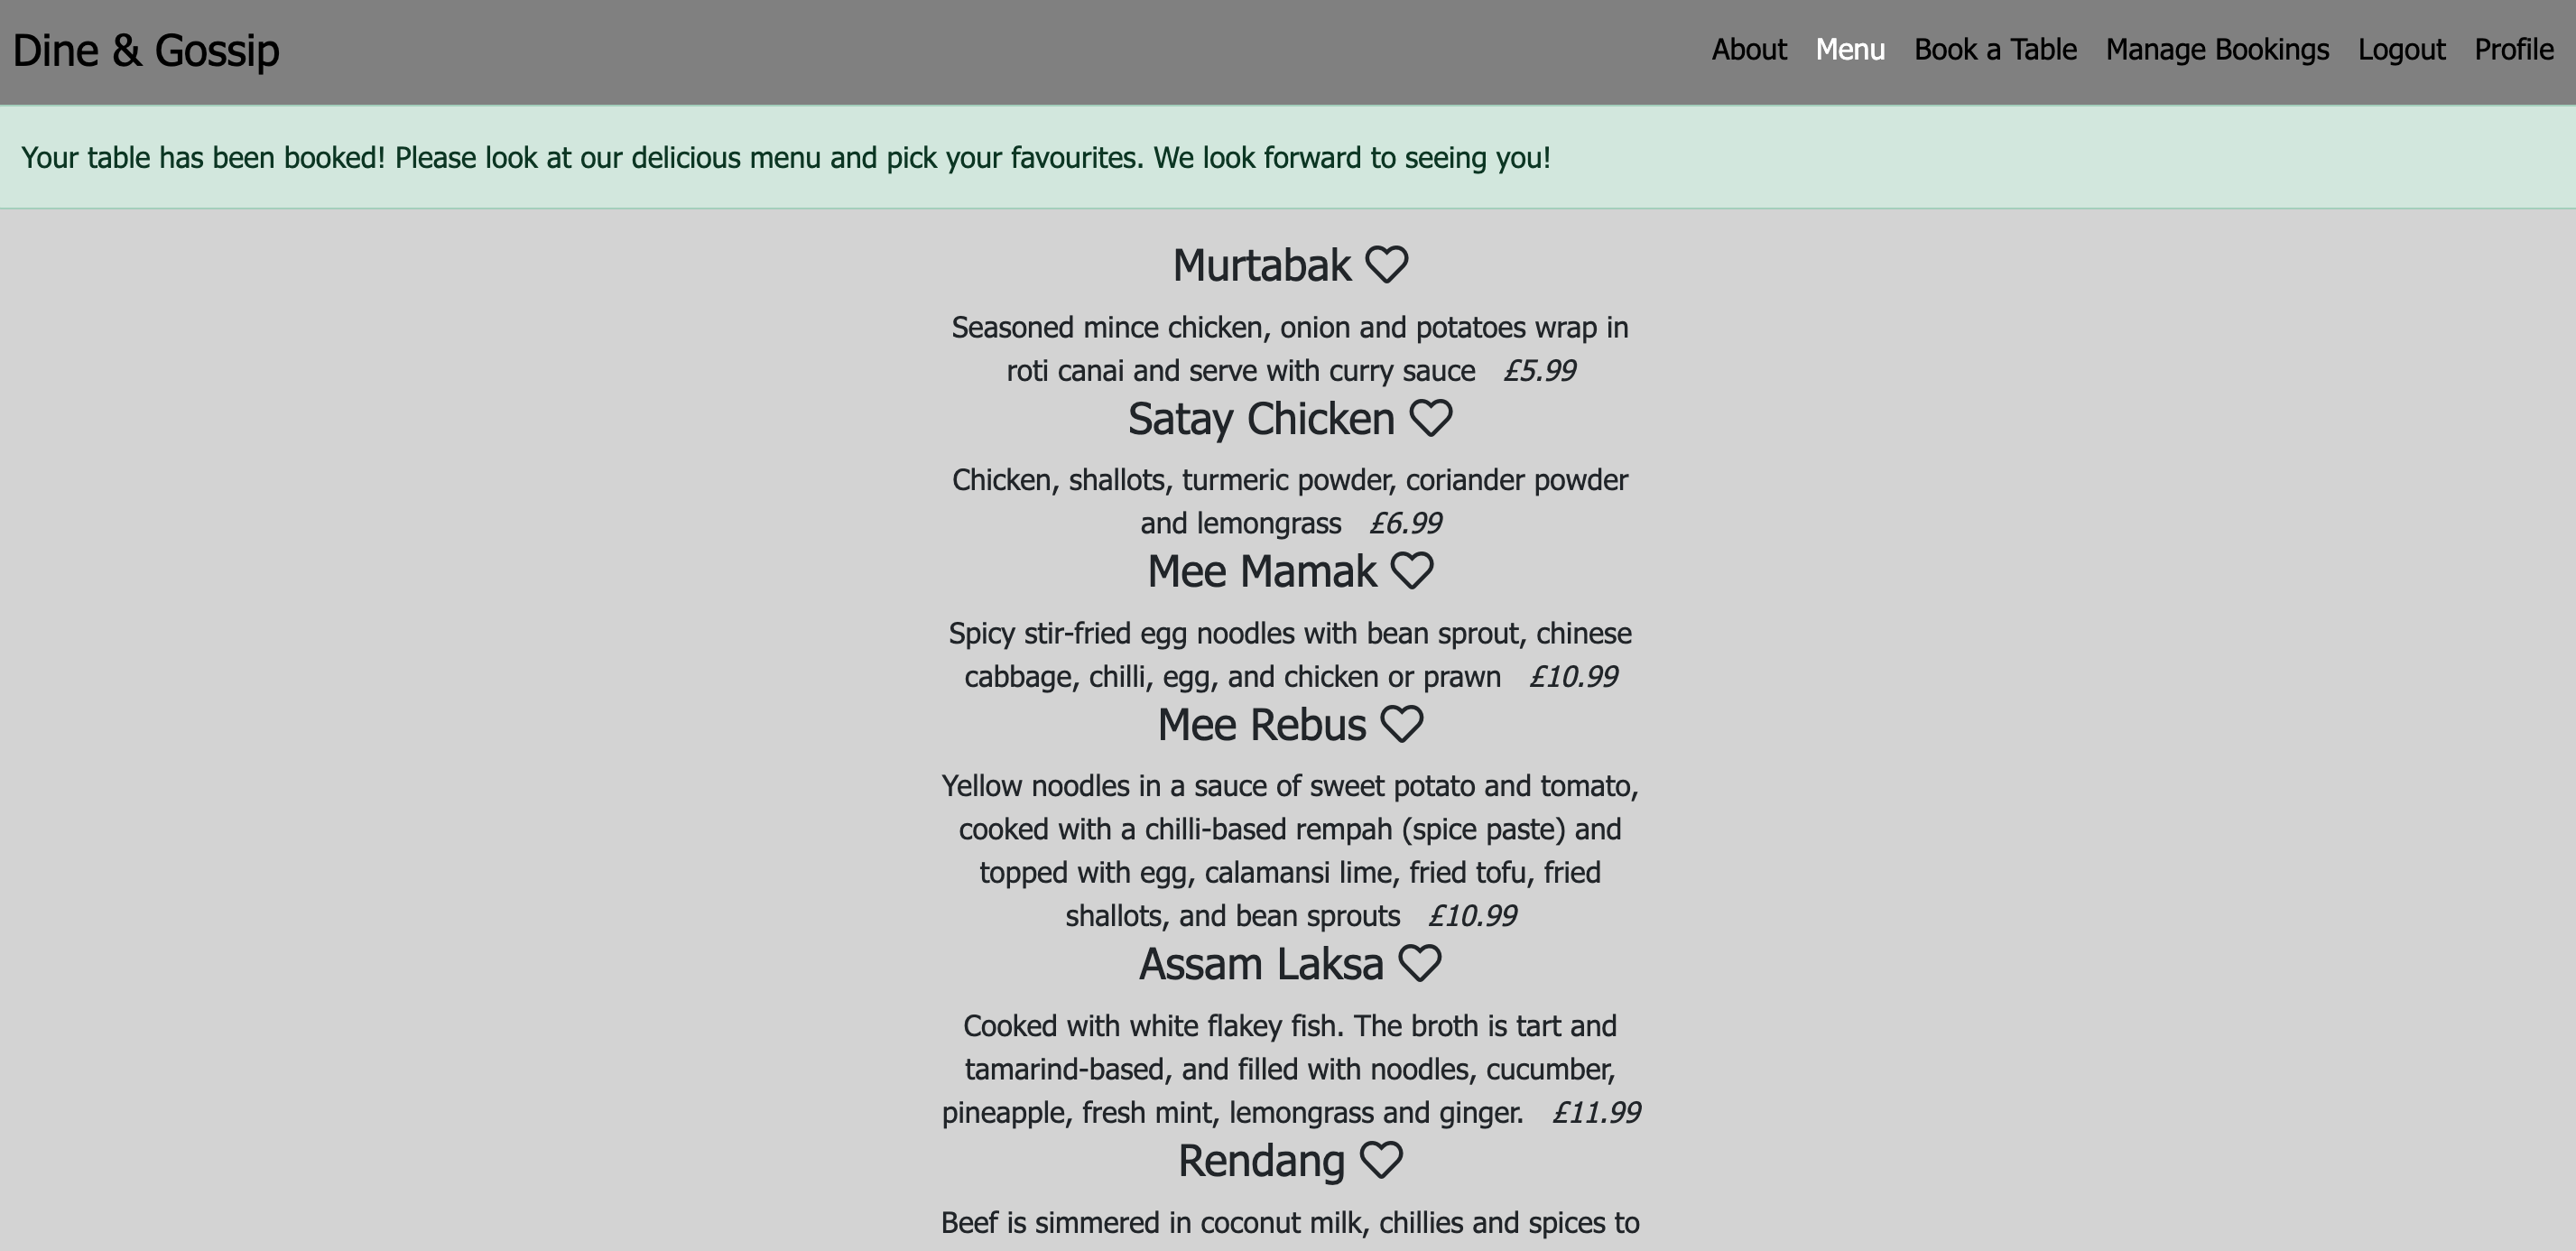 Dine & Gossip
About Menu Book a Table Manage Bookings Logout Profile
Your table has been booked! Please look at our delicious menu and pick your favourites. We look forward to seeing you!
Murtabak
Seasoned mince chicken, onion and potatoes wrap in
roti canai and serve with curry sauce £5.99
Satay Chicken
Chicken, shallots, turmeric powder, coriander powder
and lemongrass £6.99
Mee Mamak
Spicy stir-fried egg noodles with bean sprout, chinese
cabbage, chilli, egg, and chicken or prawn £10.99
Mee Rebus
Yellow noodles in a sauce of sweet potato and tomato,
cooked with a chilli-based rempah (spice paste) and
topped with egg, calamansi lime, fried tofu, fried
shallots, and bean sprouts £10.99
Assam Laksa
Cooked with white flakey fish. The broth is tart and
tamarind-based, and filled with noodles, cucumber,
pineapple, fresh mint, lemongrass and ginger. £11.99
Rendang
Beef is simmered in coconut milk, chillies and spices to